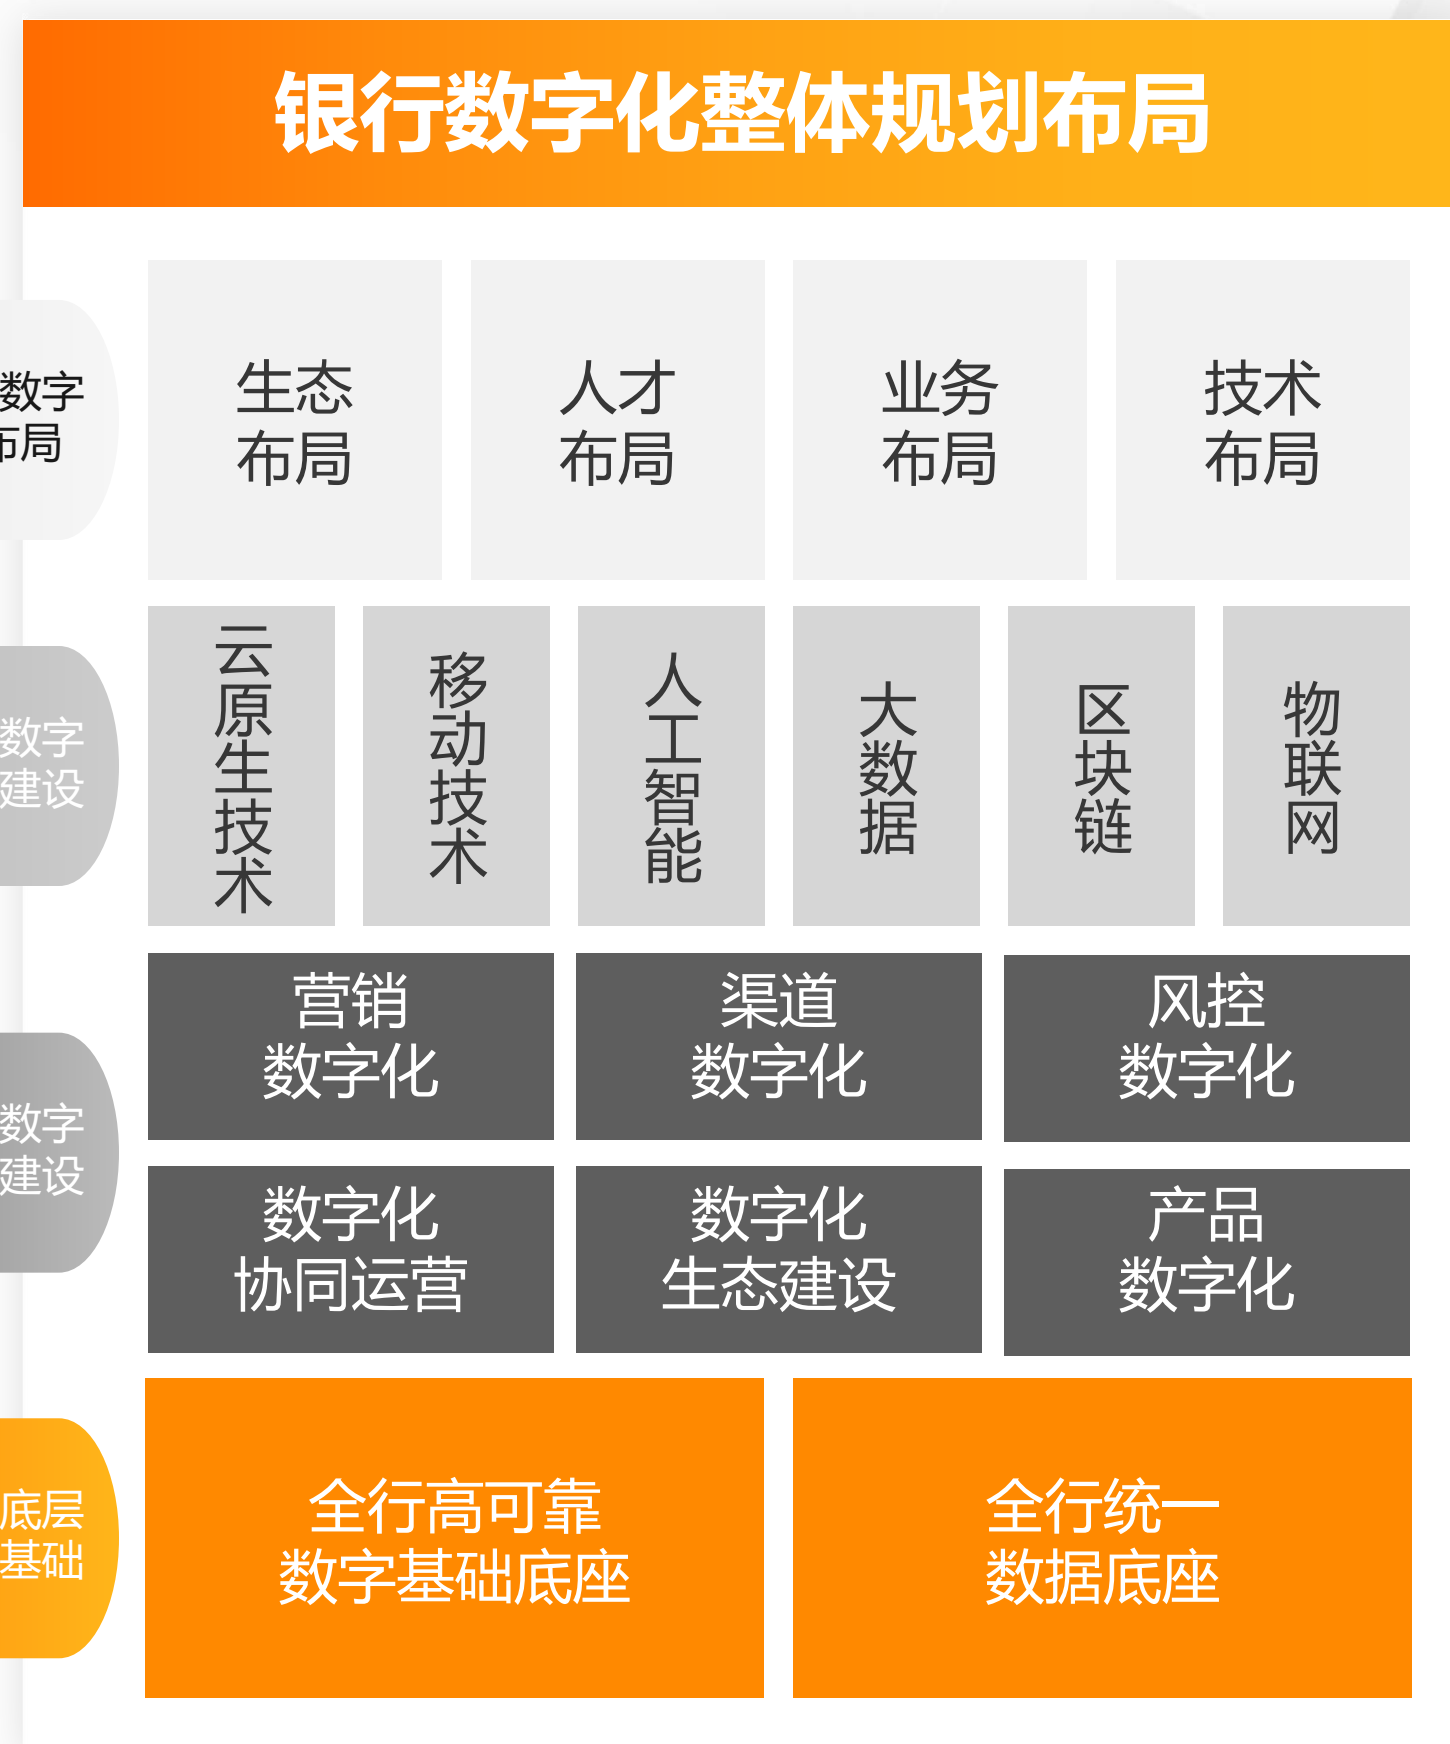 银行数字化整体规划布局
数字
布局
生态
布局
人才
布局
业务
布局
技术
布局
数字
建设
云原生技术
移动技术
人工智能
大数据
区块链
物联网
数字
建设
营销
数字化
渠道
数字化
风控
数字化
数字化
协同运营
数字化
生态建设
产品
数字化
底层
基础
全行高可靠
数字基础底座
全行统一
数据底座